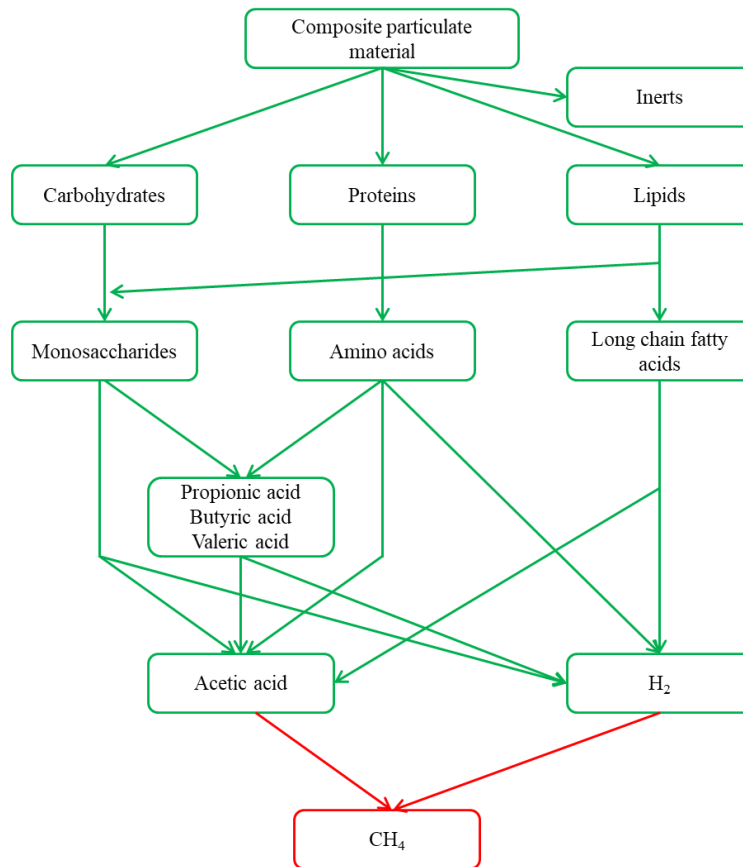 Composite particulate
material
Inerts
Carbohydrates
Proteins
Lipids
Monosaccharides
Amino acids
Long chain fatty
acids
Propionic acid
Butyric acid
Valeric acid
Acetic acid
H₂
CH₄